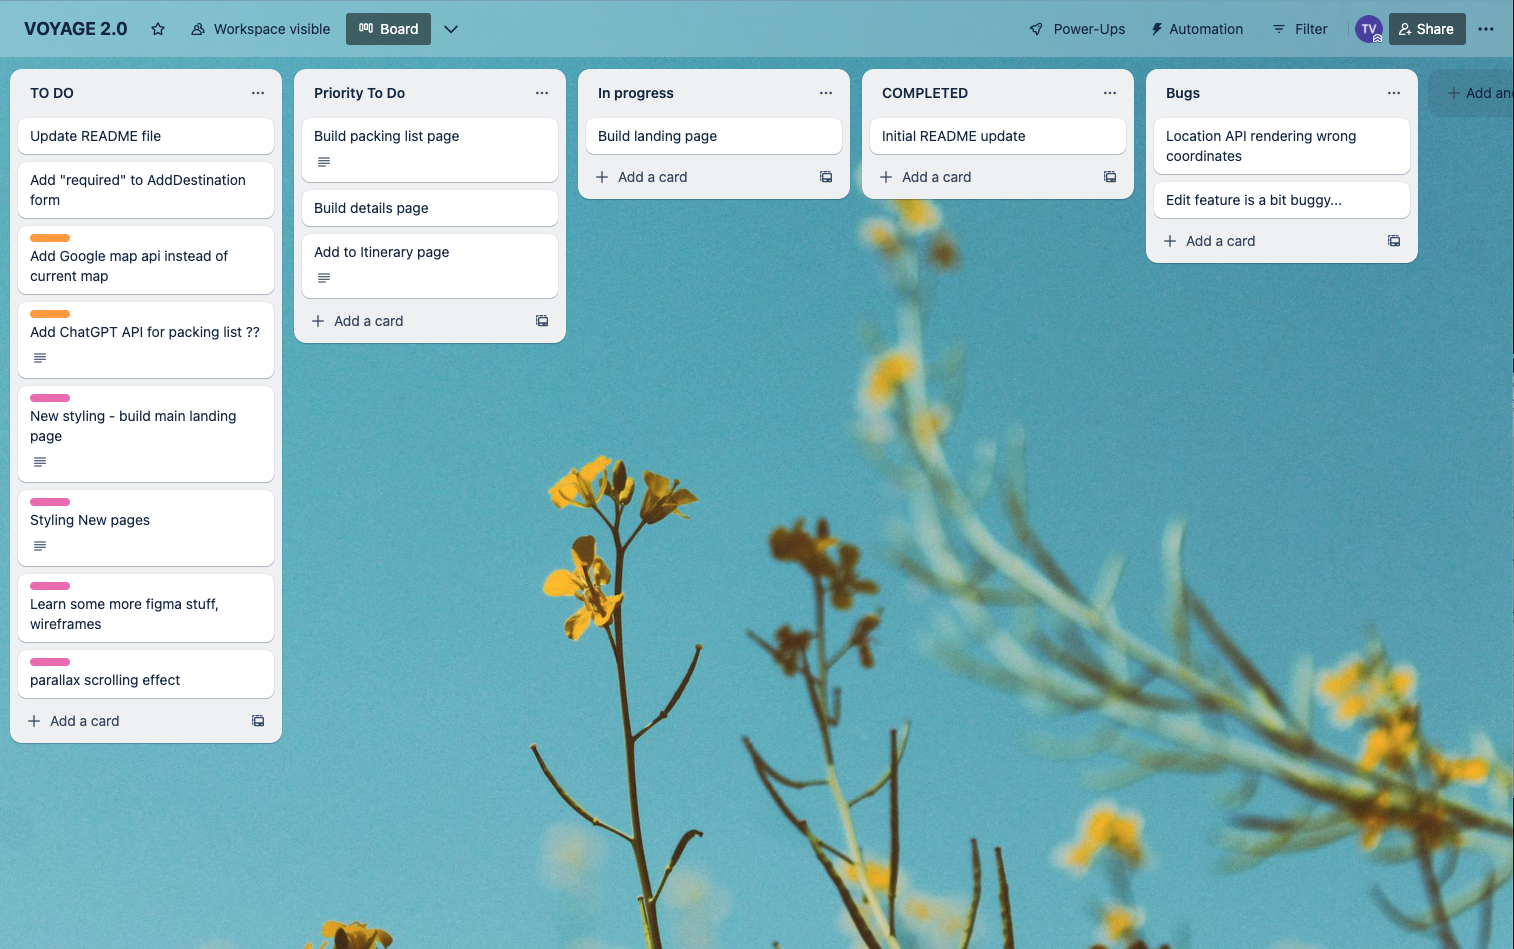 VOYAGE 2.0
Workspace visible
Board
Power-Ups
Automation
Filter
TV
Share
TO DO
Update README file
Add "required" to AddDestination
form
Add Google map api instead of
current map
Add ChatGPT API for packing list ??
New styling - build main landing
page
Styling New pages
Learn some more figma stuff,
wireframes
parallax scrolling effect
Add a card
Priority To Do
Build packing list page
Build details page
Add to Itinerary page
Add a card
In progress
Build landing page
Add a card
COMPLETED
Initial README update
Add a card
Bugs
Location API rendering wrong
coordinates
Edit feature is a bit buggy...
Add a card
Add an